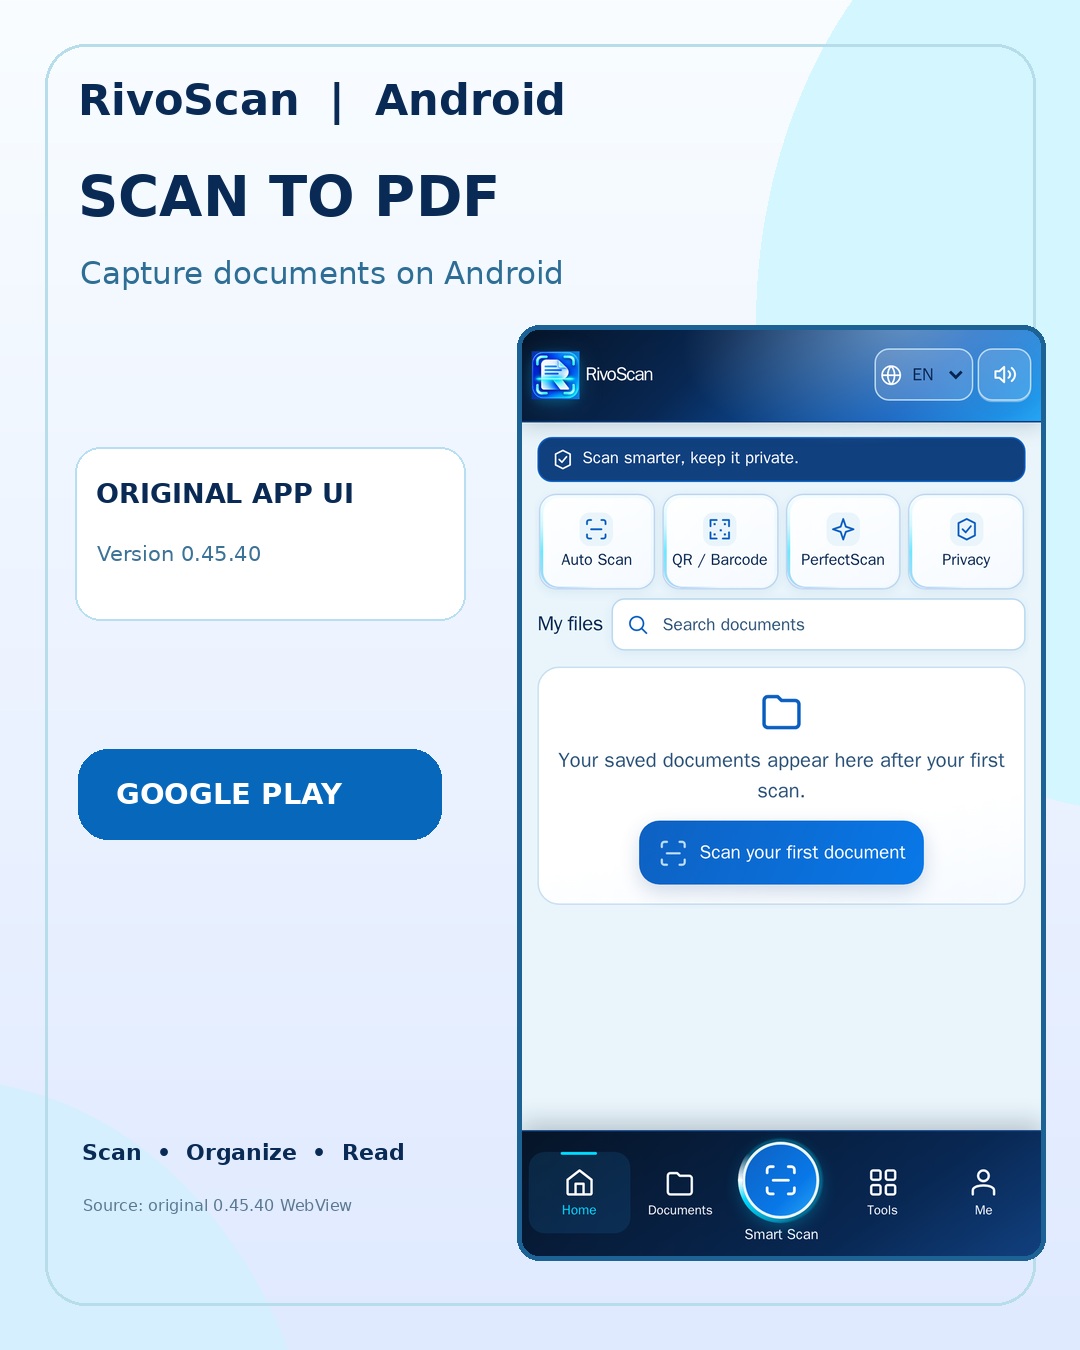 RivoScan | Android
SCAN TO PDF
Capture documents on Android
ORIGINAL APP UI
Version 0.45.40
GOOGLE PLAY
Scan • Organize • Read
Source: original 0.45.40 WebView
RivoScan
EN
Scan smarter, keep it private.
Auto Scan
QR / Barcode
PerfectScan
Privacy
My files
Search documents
Your saved documents appear here after your first
scan.
Scan your first document
Home
Documents
Smart Scan
Tools
Me